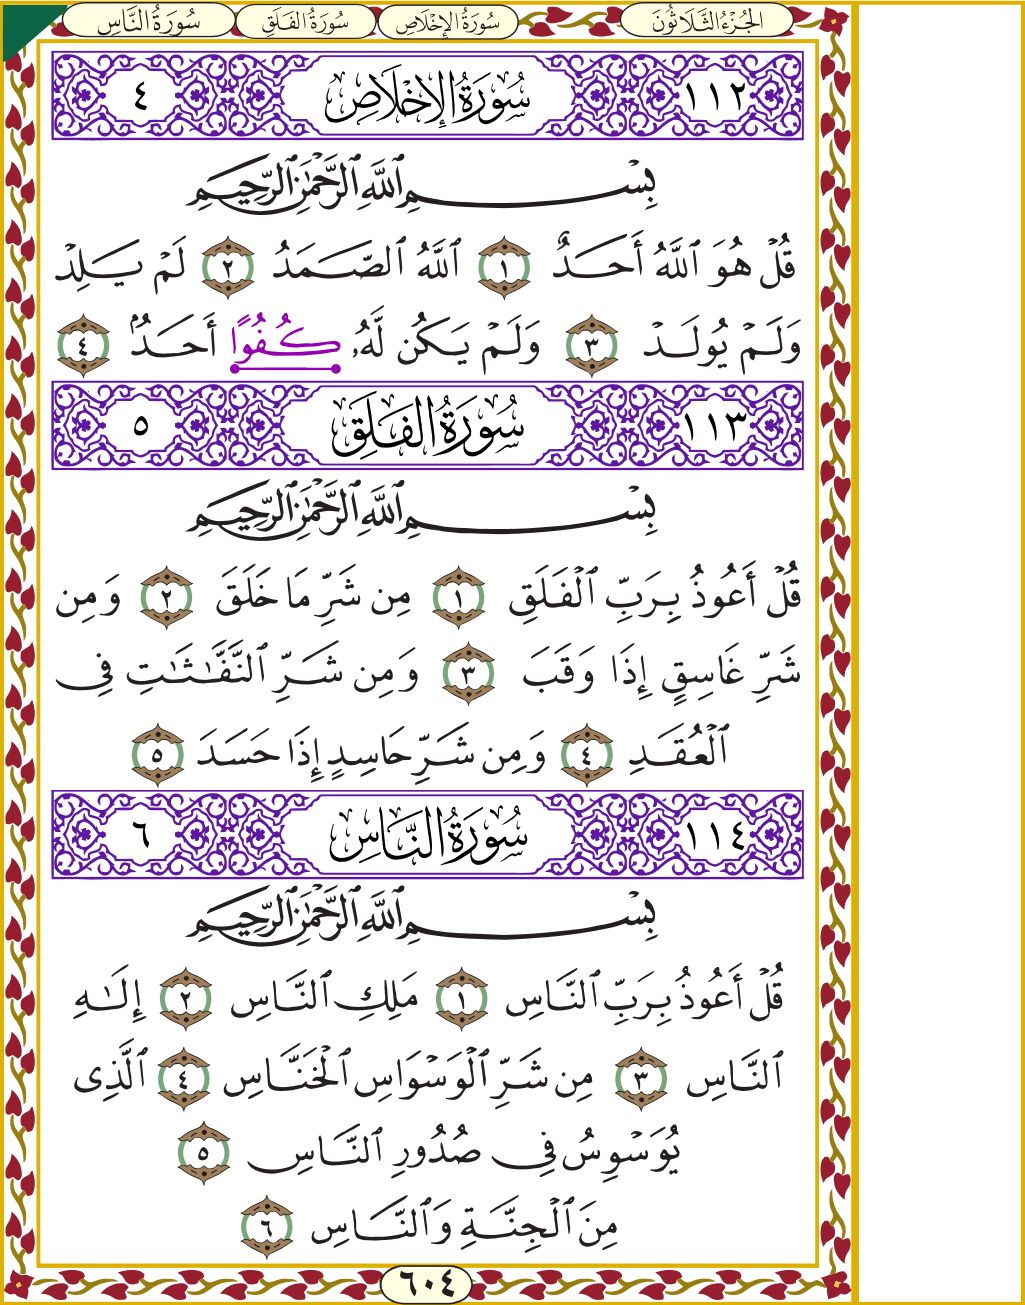 الجُزْءُ الثَّلَاثُونَ سُورَةُ الإِخْلَاصِ سُورَةُ الفَلَقِ سُورَةُ النَّاسِ
١١٢ سُورَةُ الإِخْلَاصِ ٤
بِسْمِ ٱللَّهِ ٱلرَّحْمَٰنِ ٱلرَّحِيمِ
قُلْ هُوَ ٱللَّهُ أَحَدٌ ١ ٱللَّهُ ٱلصَّمَدُ ٢ لَمْ يَلِدْ
وَلَمْ يُولَدْ ٣ وَلَمْ يَكُن لَّهُۥ كُفُوًا أَحَدٌۢ ٤
١١٣ سُورَةُ الفَلَقِ ٥
بِسْمِ ٱللَّهِ ٱلرَّحْمَٰنِ ٱلرَّحِيمِ
قُلْ أَعُوذُ بِرَبِّ ٱلْفَلَقِ ١ مِن شَرِّ مَا خَلَقَ ٢ وَمِن
شَرِّ غَاسِقٍ إِذَا وَقَبَ ٣ وَمِن شَرِّ ٱلنَّفَّٰثَٰتِ فِى
ٱلْعُقَدِ ٤ وَمِن شَرِّ حَاسِدٍ إِذَا حَسَدَ ٥
١١٤ سُورَةُ النَّاسِ ٦
بِسْمِ ٱللَّهِ ٱلرَّحْمَٰنِ ٱلرَّحِيمِ
قُلْ أَعُوذُ بِرَبِّ ٱلنَّاسِ ١ مَلِكِ ٱلنَّاسِ ٢ إِلَٰهِ
ٱلنَّاسِ ٣ مِن شَرِّ ٱلْوَسْوَاسِ ٱلْخَنَّاسِ ٤ ٱلَّذِى
يُوَسْوِسُ فِى صُدُورِ ٱلنَّاسِ ٥
مِنَ ٱلْجِنَّةِ وَٱلنَّاسِ ٦
٦٠٤